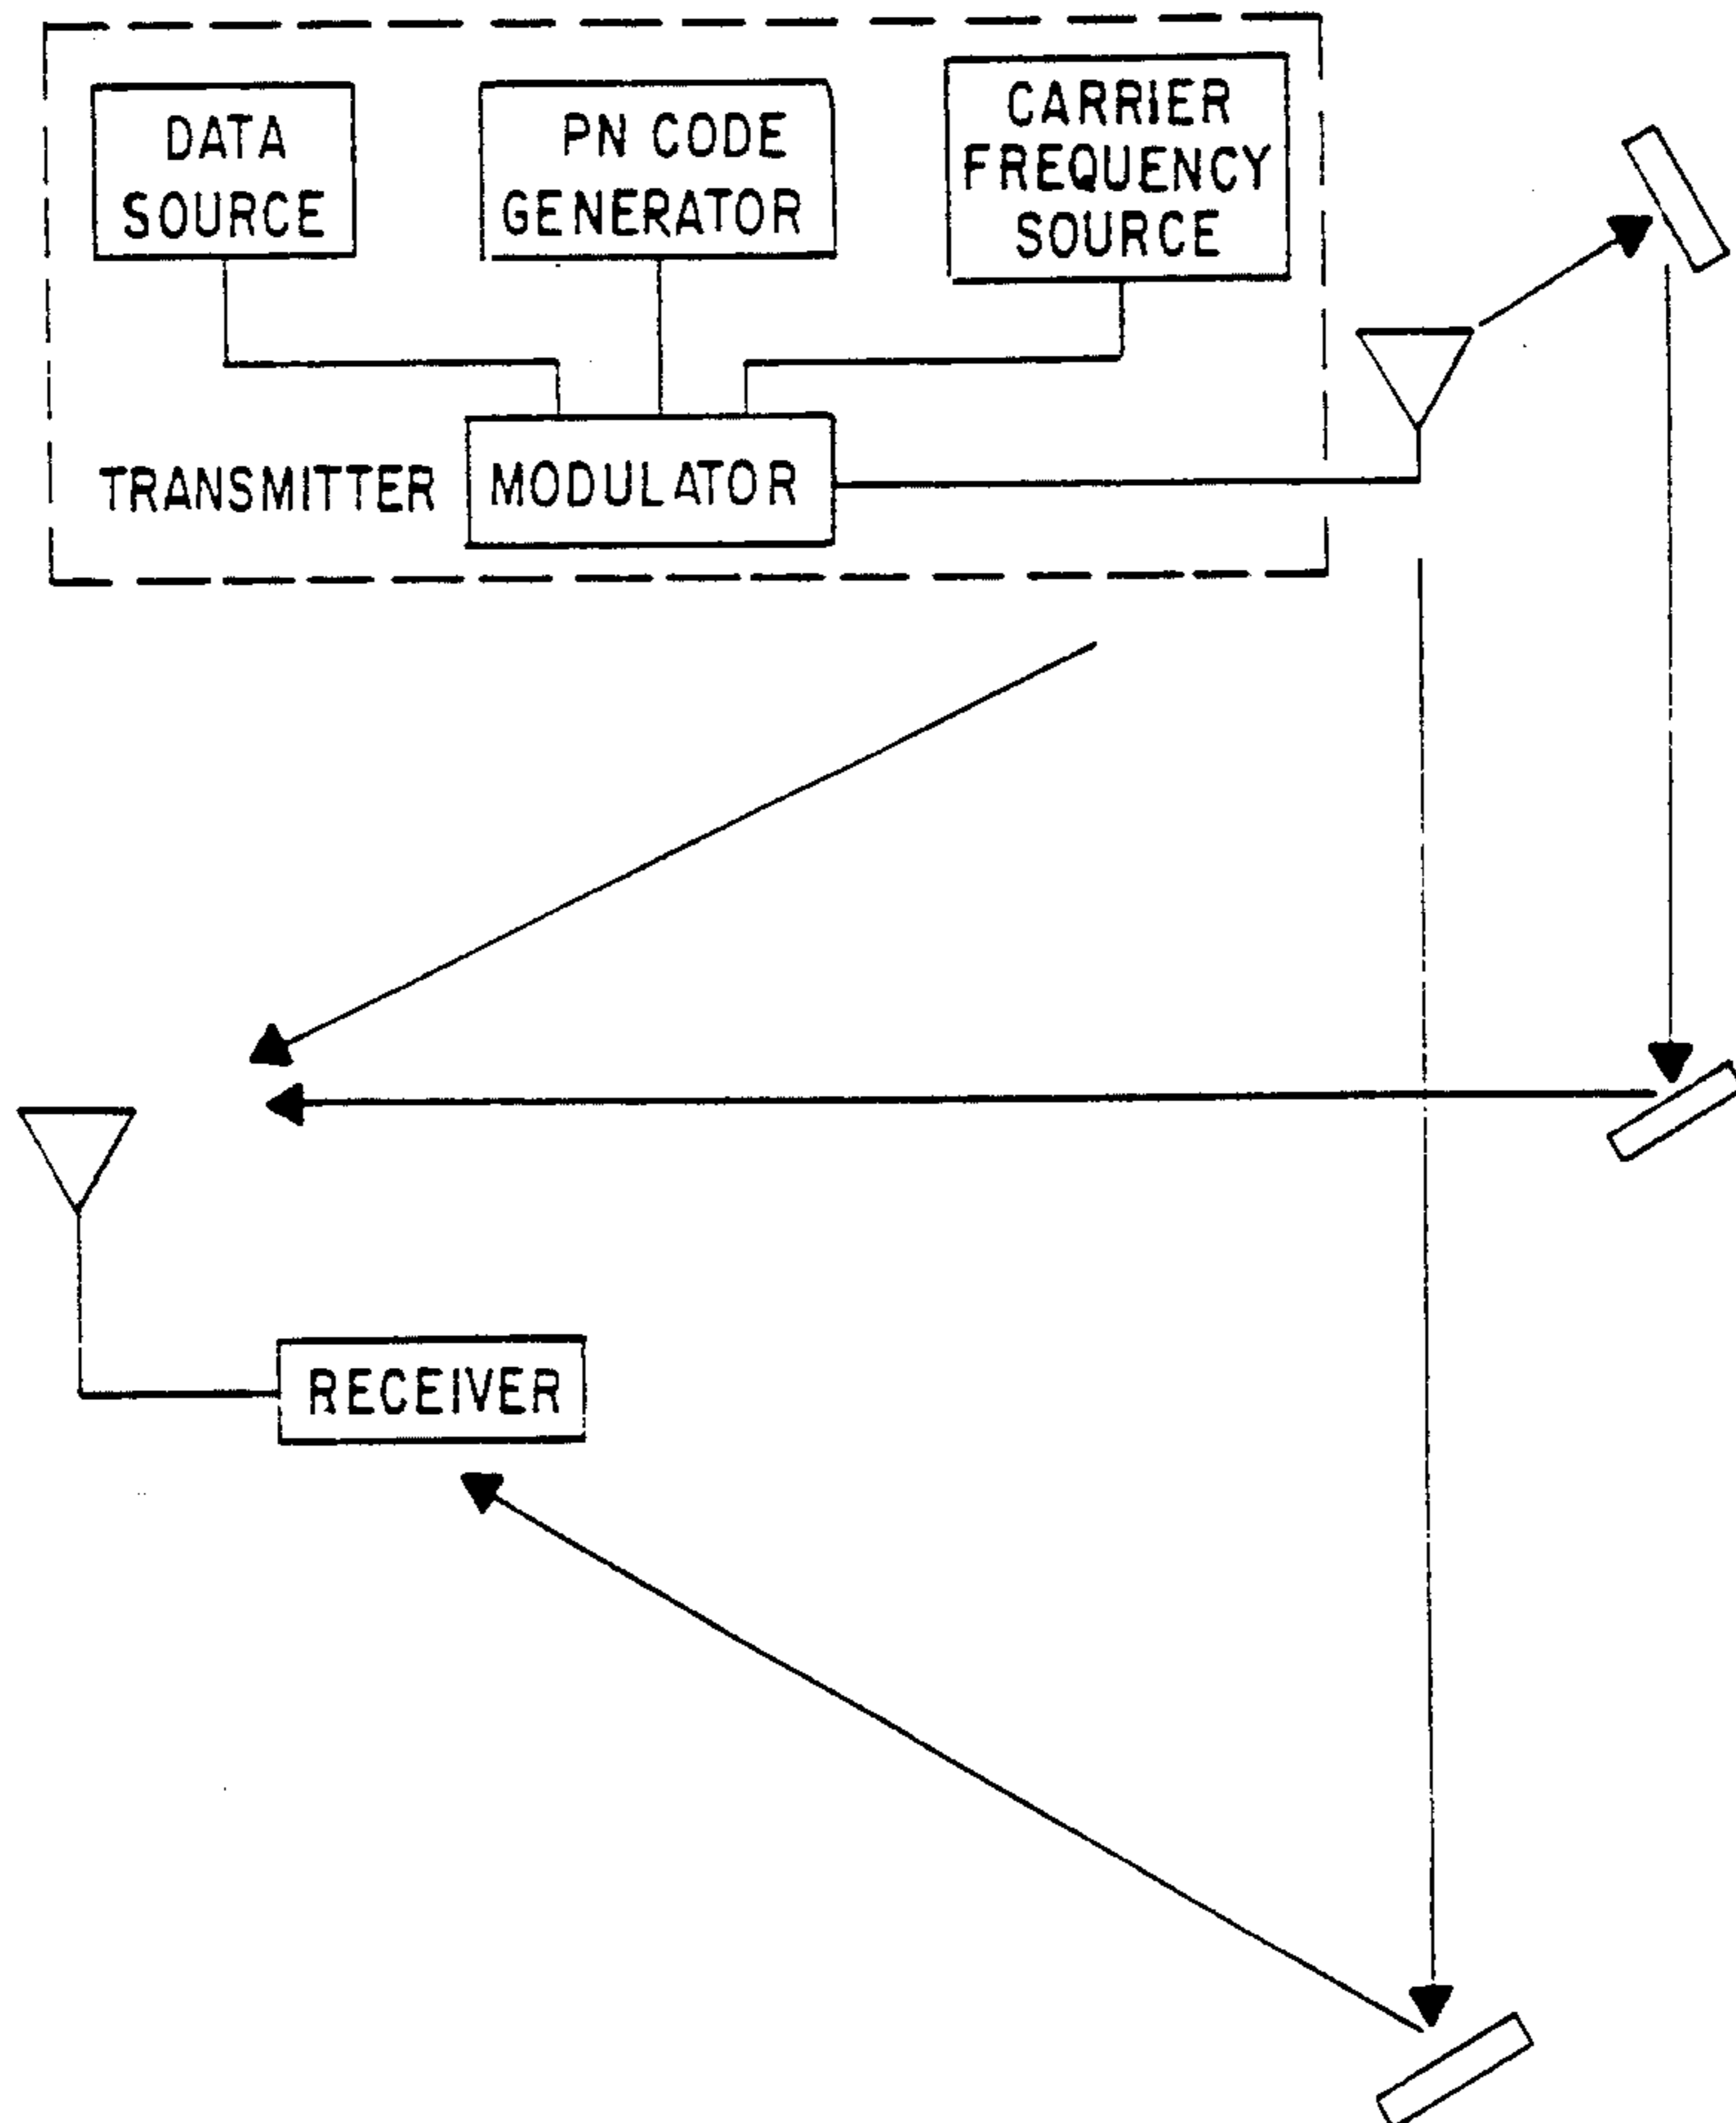 DATA
SOURCE
PN CODE
GENERATOR
CARRIER
FREQUENCY
SOURCE
TRANSMITTER
MODULATOR
RECEIVER